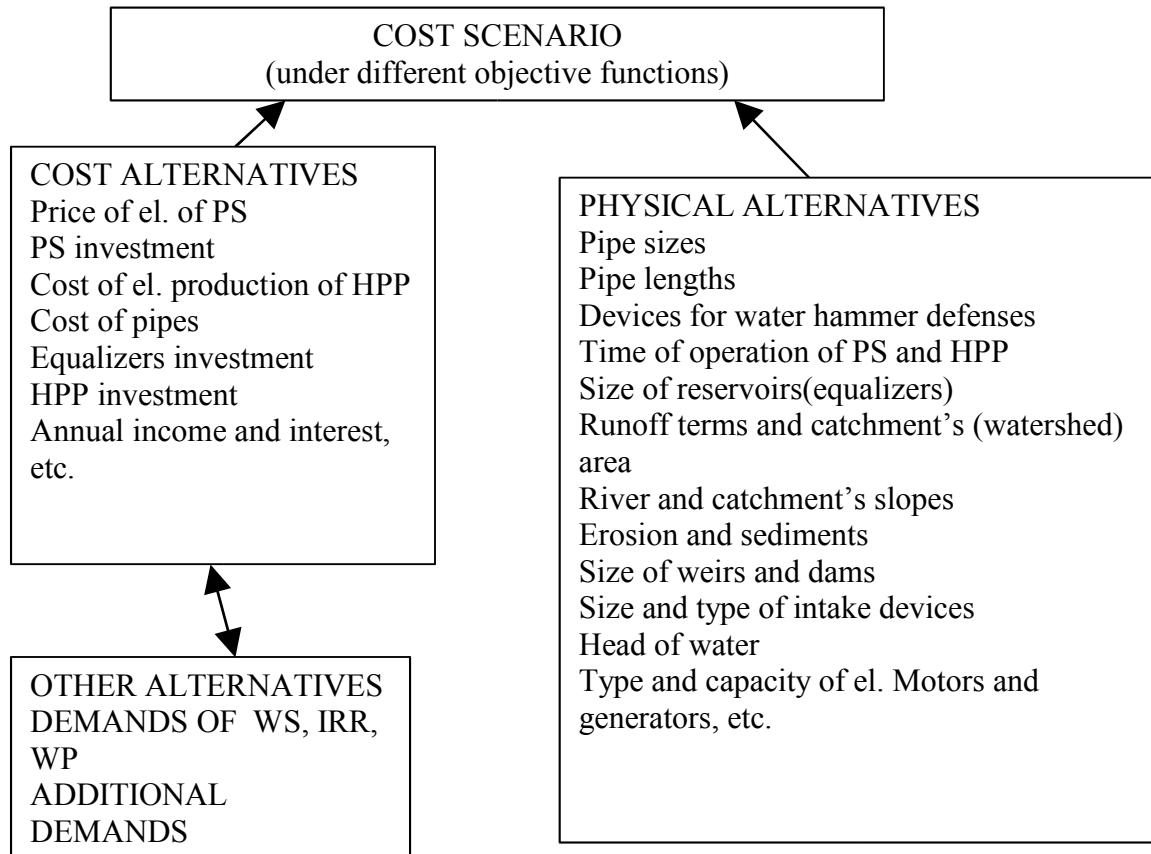 COST SCENARIO
(under different objective functions)
COST ALTERNATIVES
Price of el. of PS
PS investment
Cost of el. production of HPP
Cost of pipes
Equalizers investment
HPP investment
Annual income and interest,
etc.
PHYSICAL ALTERNATIVES
Pipe sizes
Pipe lengths
Devices for water hammer defenses
Time of operation of PS and HPP
Size of reservoirs(equalizers)
Runoff terms and catchment’s (watershed)
area
River and catchment’s slopes
Erosion and sediments
Size of weirs and dams
Size and type of intake devices
Head of water
Type and capacity of el. Motors and
generators, etc.
OTHER ALTERNATIVES
DEMANDS OF WS, IRR,
WP
ADDITIONAL
DEMANDS